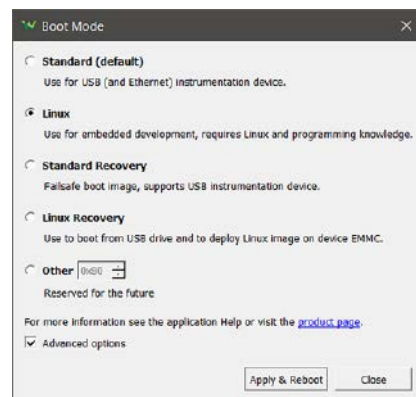 Boot Mode
Standard (default)
Use for USB (and Ethernet) instrumentation device.
Linux
Use for embedded development, requires Linux and programming knowledge.
Standard Recovery
Failsafe boot image, supports USB instrumentation device.
Linux Recovery
Use to boot from USB drive and to deploy Linux image on device EMMC.
Other 0x80
Reserved for the future
For more information see the application Help or visit the product page.
Advanced options
Apply & Reboot Close